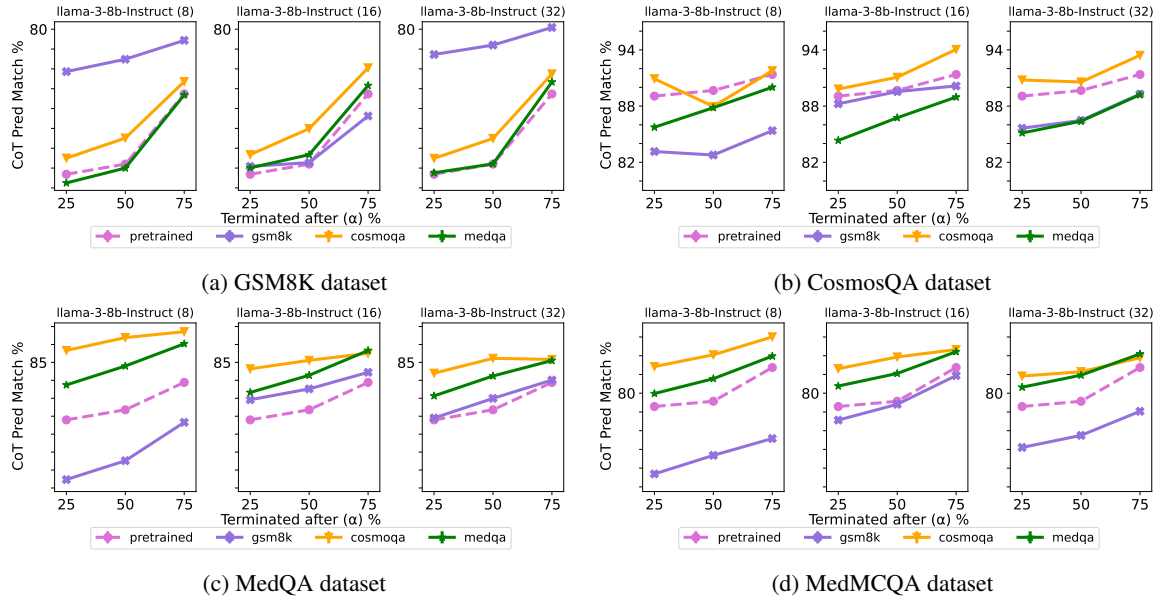 llama-3-8b-Instruct (8) llama-3-8b-Instruct (16) llama-3-8b-Instruct (32)
80 80 80
CoT Pred Match %
25 50 75 25 50 75 25 50 75
Terminated after (α) %
pretrained gsm8k cosmoqa medqa
(a) GSM8K dataset
llama-3-8b-Instruct (8) llama-3-8b-Instruct (16) llama-3-8b-Instruct (32)
94 94 94
88 88 88
82 82 82
CoT Pred Match %
25 50 75 25 50 75 25 50 75
Terminated after (α) %
pretrained gsm8k cosmoqa medqa
(b) CosmosQA dataset
llama-3-8b-Instruct (8) llama-3-8b-Instruct (16) llama-3-8b-Instruct (32)
85 85 85
CoT Pred Match %
25 50 75 25 50 75 25 50 75
Terminated after (α) %
pretrained gsm8k cosmoqa medqa
(c) MedQA dataset
llama-3-8b-Instruct (8) llama-3-8b-Instruct (16) llama-3-8b-Instruct (32)
80 80 80
CoT Pred Match %
25 50 75 25 50 75 25 50 75
Terminated after (α) %
pretrained gsm8k cosmoqa medqa
(d) MedMCQA dataset